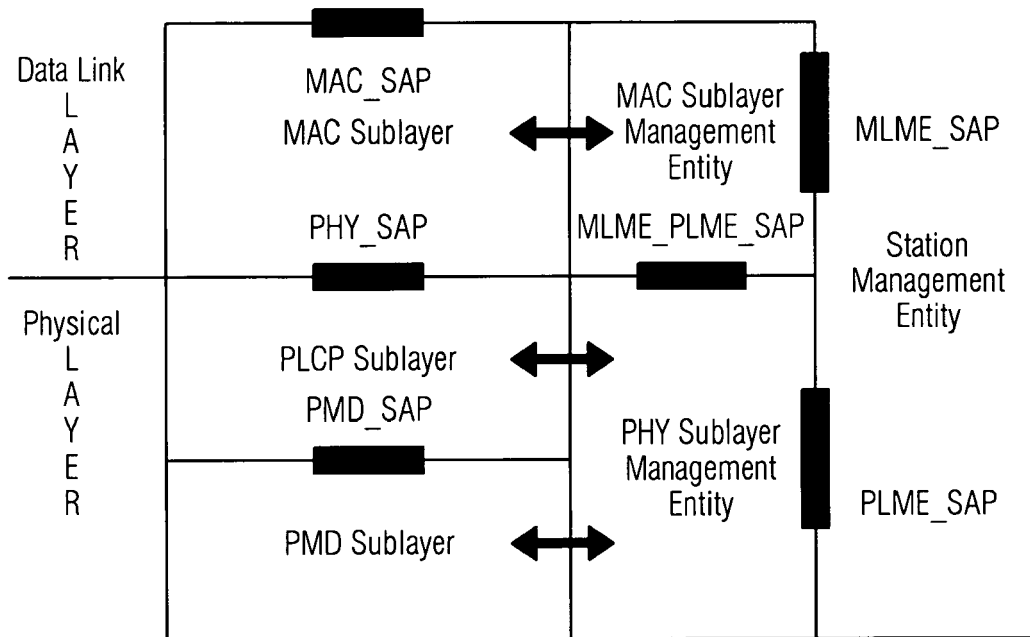 Data Link
L
A
Y
E
R
MAC_SAP
MAC Sublayer
MAC Sublayer
Management
Entity
MLME_SAP
PHY_SAP
MLME_PLME_SAP
Station
Management
Entity
Physical
L
A
Y
E
R
PLCP Sublayer
PMD_SAP
PHY Sublayer
Management
Entity
PLME_SAP
PMD Sublayer